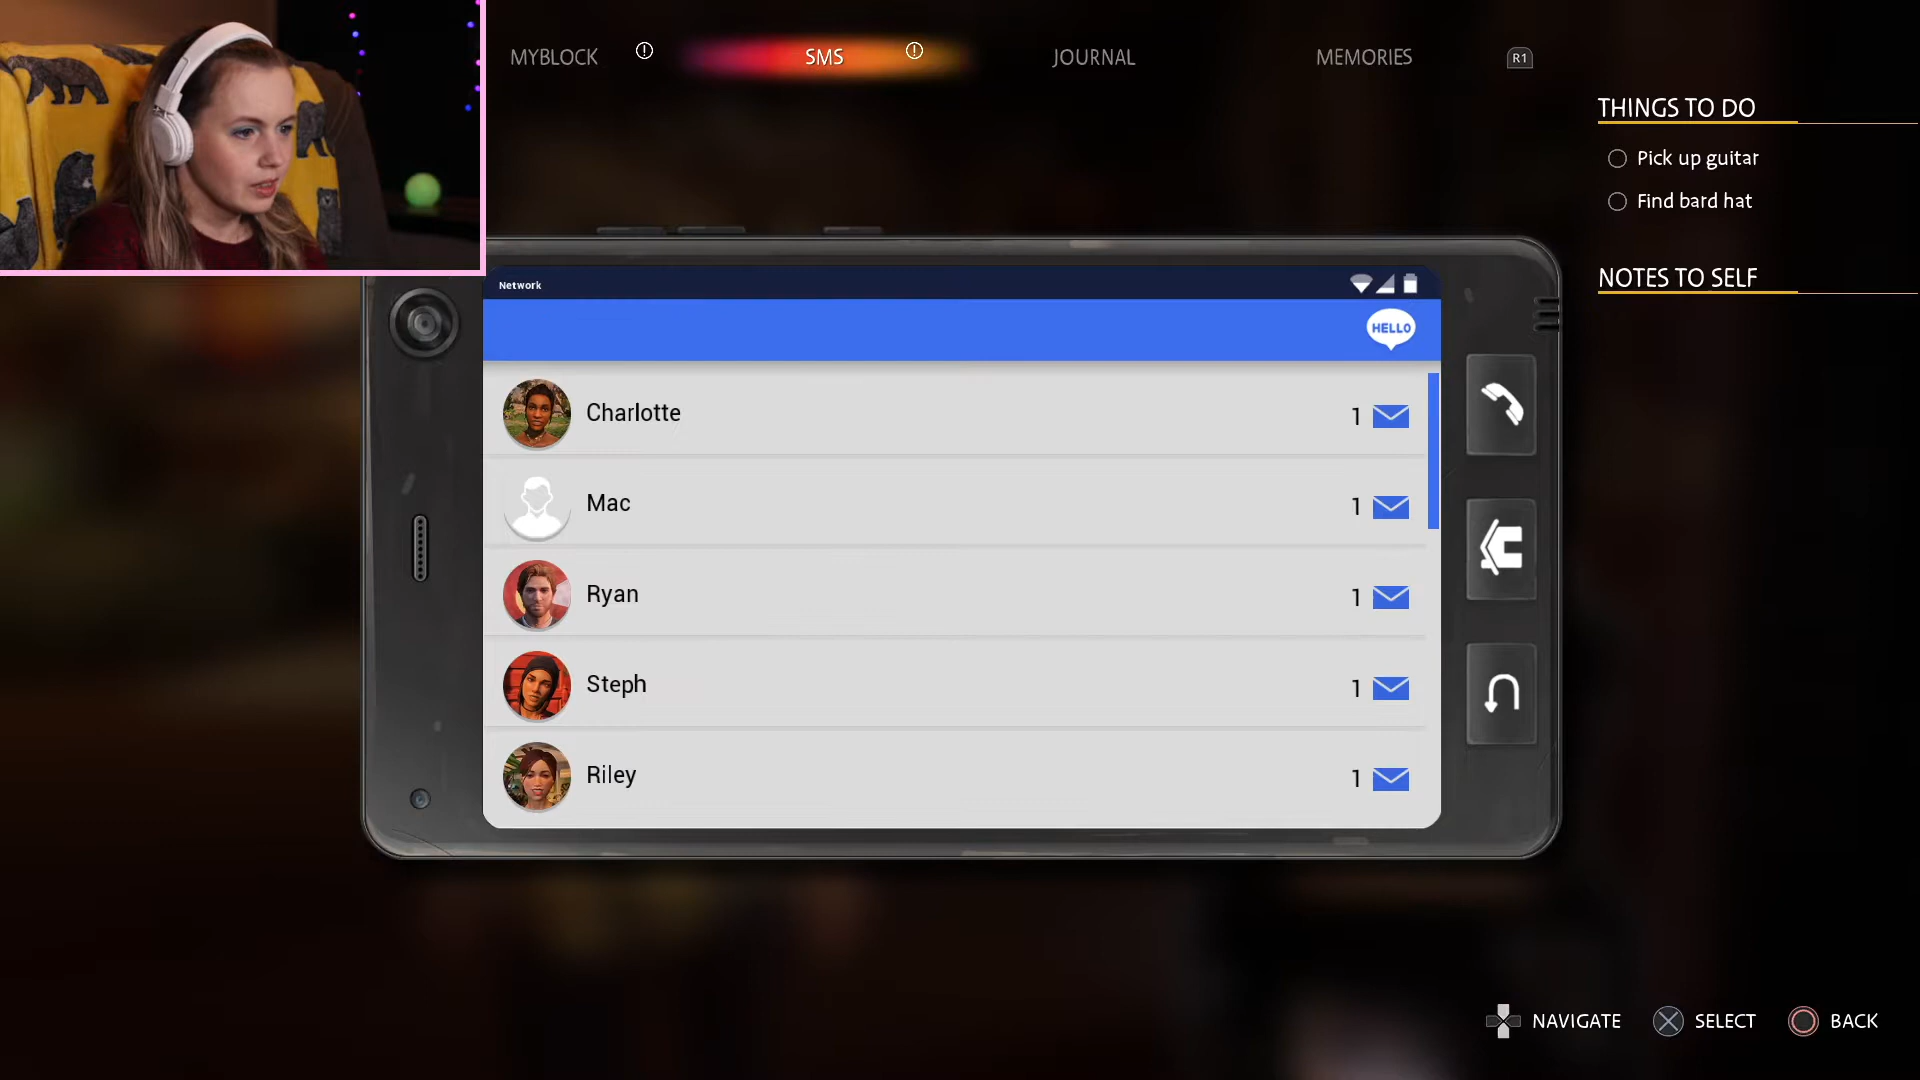 MYBLOCK
SMS
JOURNAL
MEMORIES
R1
THINGS TO DO
Pick up guitar
Find bard hat
NOTES TO SELF
Network
HELLO
Charlotte 1
Mac 1
Ryan 1
Steph 1
Riley 1
NAVIGATE
SELECT
BACK